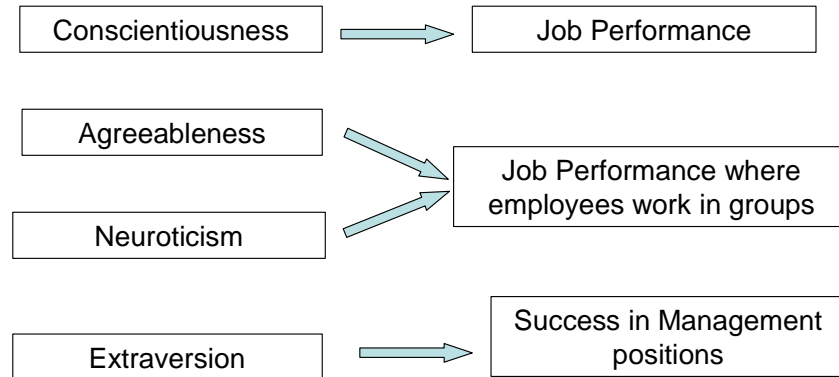 Conscientiousness
Job Performance
Agreeableness
Job Performance where
employees work in groups
Neuroticism
Extraversion
Success in Management
positions